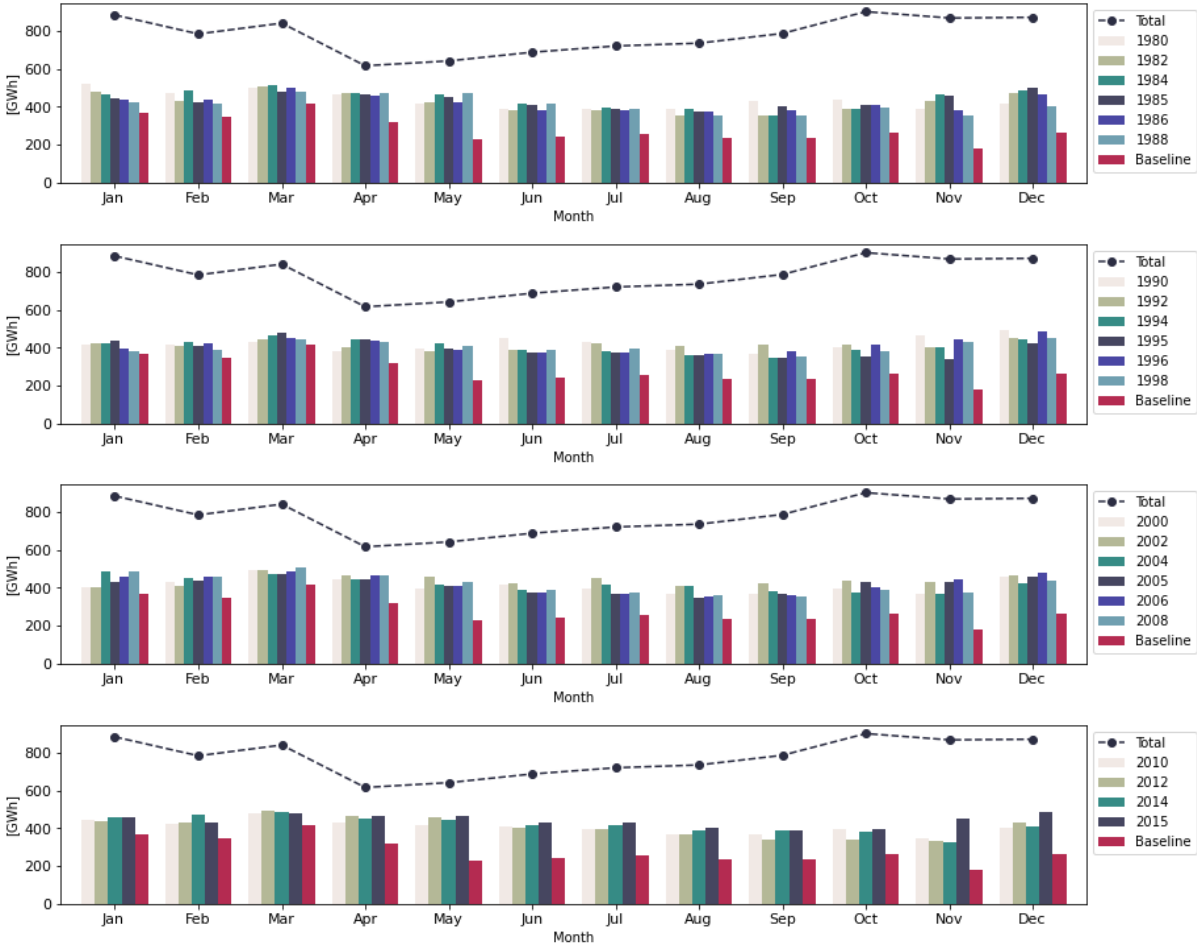 800
600
400
200
0
[GWh]
Jan Feb Mar Apr May Jun Jul Aug Sep Oct Nov Dec
Month
Total
1980
1982
1984
1985
1986
1988
Baseline
800
600
400
200
0
[GWh]
Jan Feb Mar Apr May Jun Jul Aug Sep Oct Nov Dec
Month
Total
1990
1992
1994
1995
1996
1998
Baseline
800
600
400
200
0
[GWh]
Jan Feb Mar Apr May Jun Jul Aug Sep Oct Nov Dec
Month
Total
2000
2002
2004
2005
2006
2008
Baseline
800
600
400
200
0
[GWh]
Jan Feb Mar Apr May Jun Jul Aug Sep Oct Nov Dec
Month
Total
2010
2012
2014
2015
Baseline